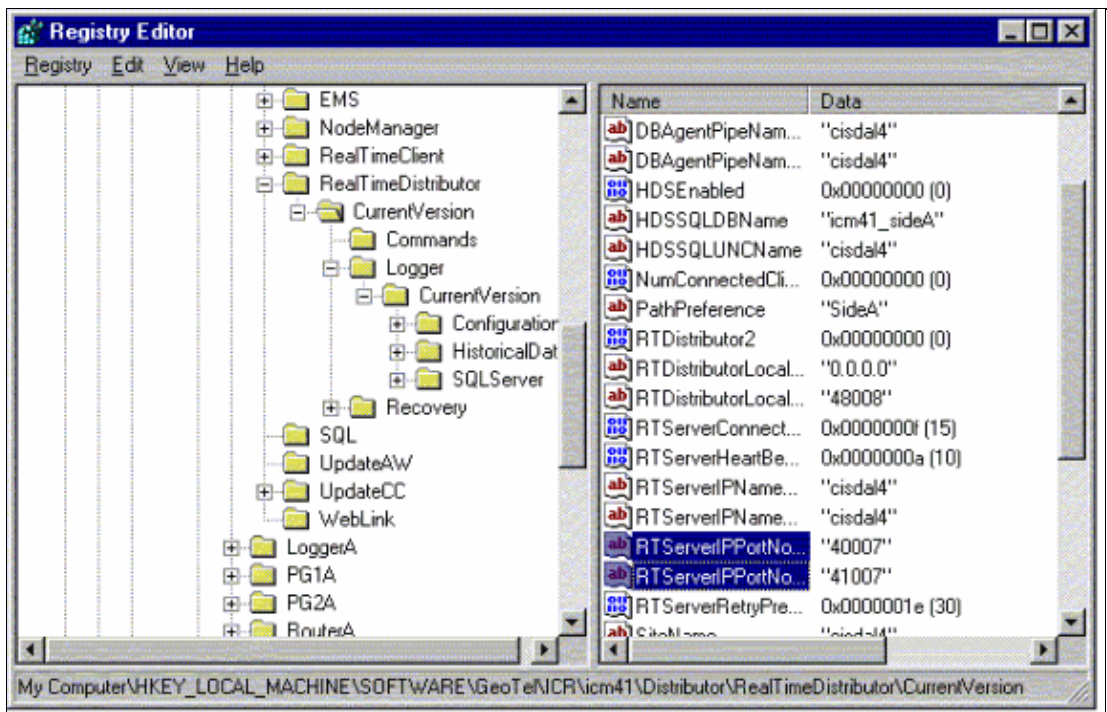 Registry Editor
Registry Edit View Help
EMS
NodeManager
RealTimeClient
RealTimeDistributor
CurrentVersion
Commands
Logger
CurrentVersion
Configuration
HistoricalDat
SQLServer
Recovery
SQL
UpdateAW
UpdateCC
WebLink
LoggerA
PG1A
PG2A
RouterA
Name Data
DBAgentPipeNam... "cisdal4"
DBAgentPipeNam... "cisdal4"
HDSEnabled 0x00000000 (0)
HDSSQLDBName "icm41_sideA"
HDSSQLUNCName "cisdal4"
NumConnectedCli... 0x00000000 (0)
PathPreference "SideA"
RTDistributor2 0x00000000 (0)
RTDistributorLocal... "0.0.0.0"
RTDistributorLocal... "48008"
RTServerConnect... 0x0000000f (15)
RTServerHeartBe... 0x0000000a (10)
RTServerIPName... "cisdal4"
RTServerIPName... "cisdal4"
RTServerIPPortNo... "40007"
RTServerIPPortNo... "41007"
RTServerRetryPre... 0x0000001e (30)
SiteName "cisdal4"
My Computer\HKEY_LOCAL_MACHINE\SOFTWARE\GeoTel\ICR\icm41\Distributor\RealTimeDistributor\CurrentVersion